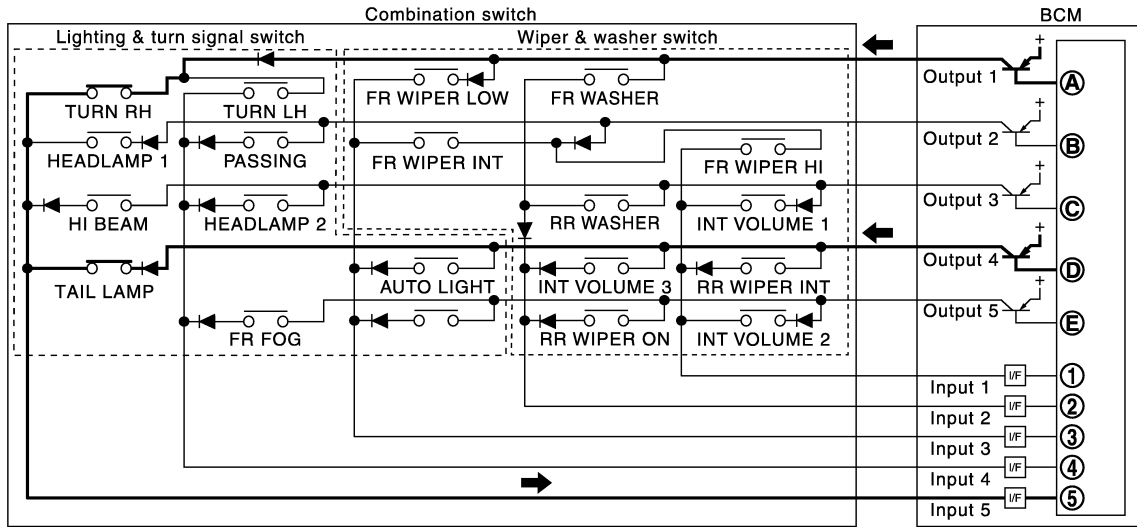 Combination switch
BCM
Lighting & turn signal switch
Wiper & washer switch
+
Output 1
A
TURN RH
TURN LH
FR WIPER LOW
FR WASHER
+
Output 2
B
HEADLAMP 1
PASSING
FR WIPER INT
FR WIPER HI
+
Output 3
C
HI BEAM
HEADLAMP 2
RR WASHER
INT VOLUME 1
+
Output 4
D
TAIL LAMP
AUTO LIGHT
INT VOLUME 3
RR WIPER INT
+
Output 5
E
FR FOG
RR WIPER ON
INT VOLUME 2
Input 1
I/F
1
Input 2
I/F
2
Input 3
I/F
3
Input 4
I/F
4
Input 5
I/F
5